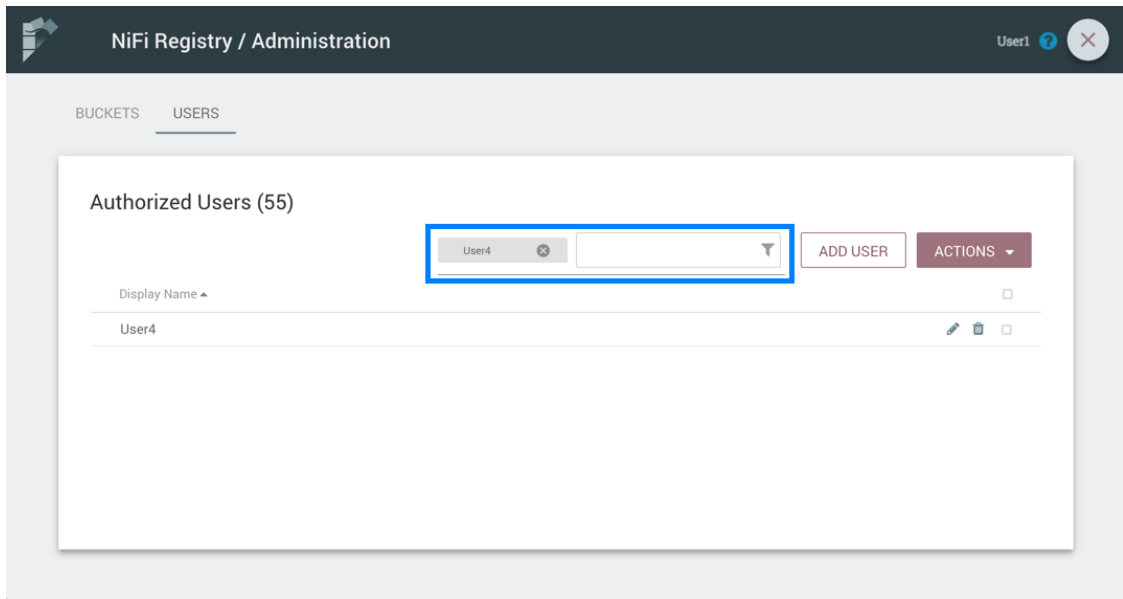 NiFi Registry / Administration
User1
BUCKETS USERS
Authorized Users (55)
User4
ADD USER
ACTIONS
Display Name
User4